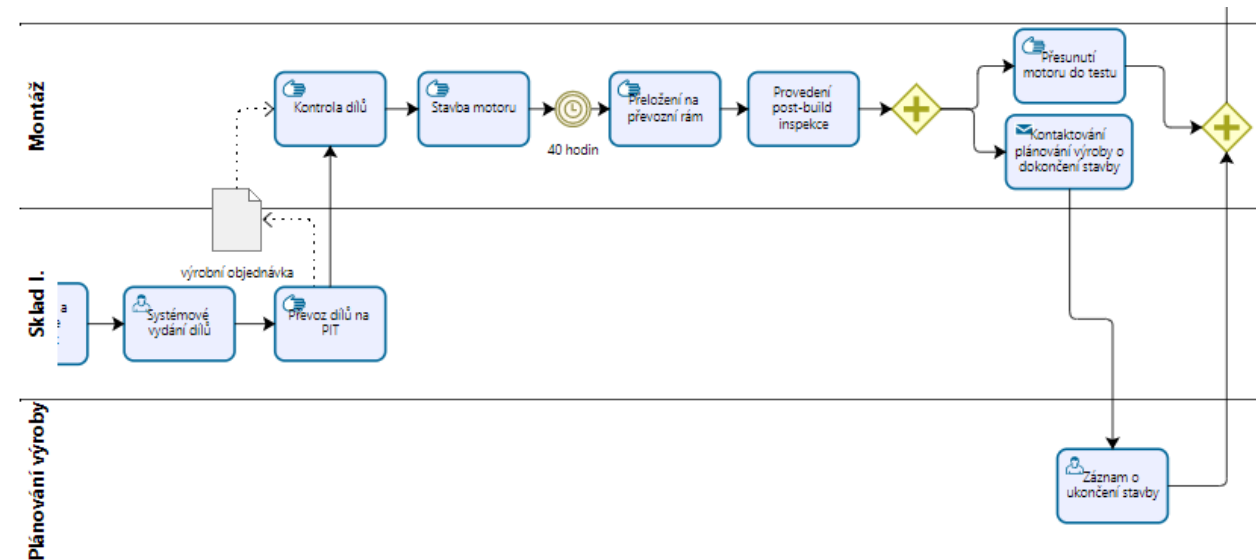 Montáž
Kontrola dílů
Stavba motoru
40 hodin
Přeložení na
převozní rám
Provedení
post-build
inspekce
Přesunutí
motoru do testu
Kontaktování
plánování výroby o
dokončení stavby
výrobní objednávka
Sklad I.
a
e
Systémové
vydání dílů
Převoz dílů na
PIT
Plánování výroby
Záznam o
ukončení stavby